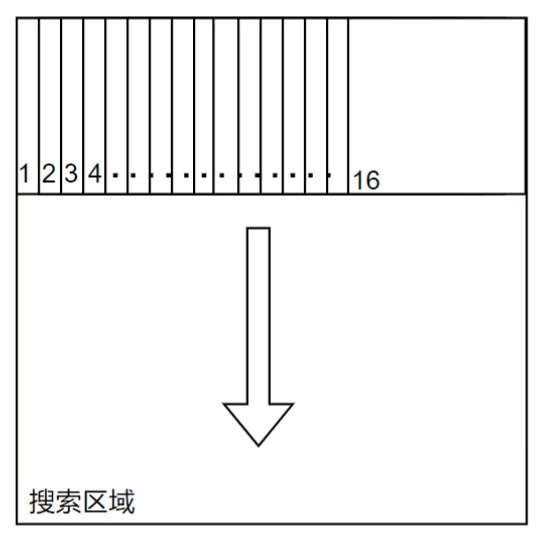 1 2 3 4 . . . . . . . . . . . . 16
搜索区域